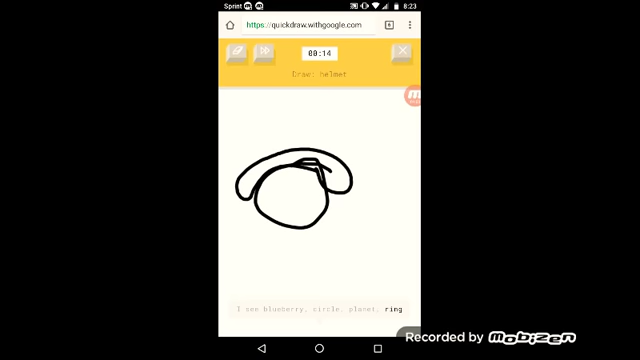 Sprint 8:23
https://quickdraw.withgoogle.com
00:14
Draw: helmet
I see blueberry, circle, planet, ring
Recorded by Mobizen